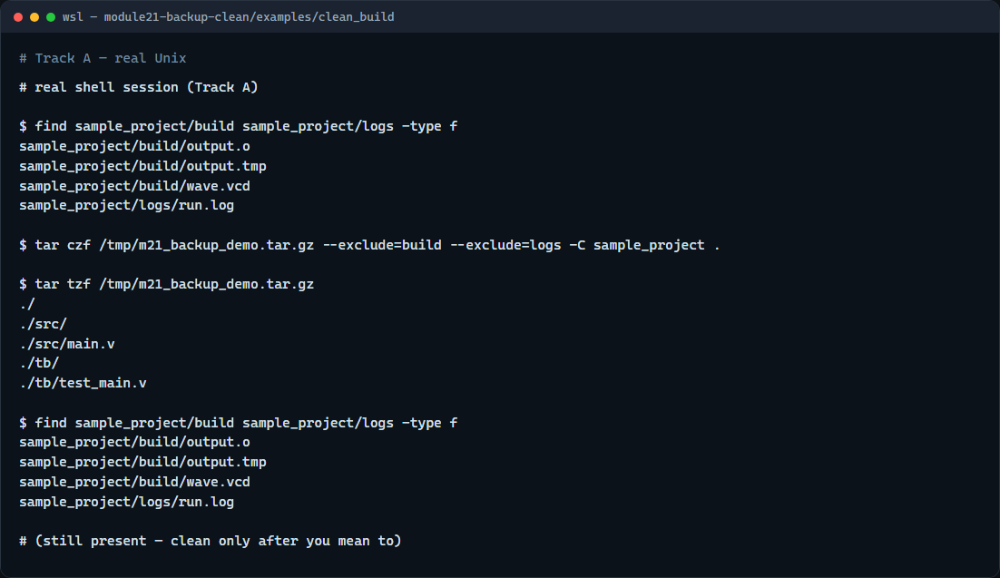 wsl — module21-backup-clean/examples/clean_build
# Track A — real Unix
# real shell session (Track A)
$ find sample_project/build sample_project/logs -type f
sample_project/build/output.o
sample_project/build/output.tmp
sample_project/build/wave.vcd
sample_project/logs/run.log
$ tar czf /tmp/m21_backup_demo.tar.gz --exclude=build --exclude=logs -C sample_project .
$ tar tzf /tmp/m21_backup_demo.tar.gz
./
./src/
./src/main.v
./tb/
./tb/test_main.v
$ find sample_project/build sample_project/logs -type f
sample_project/build/output.o
sample_project/build/output.tmp
sample_project/build/wave.vcd
sample_project/logs/run.log
# (still present — clean only after you mean to)